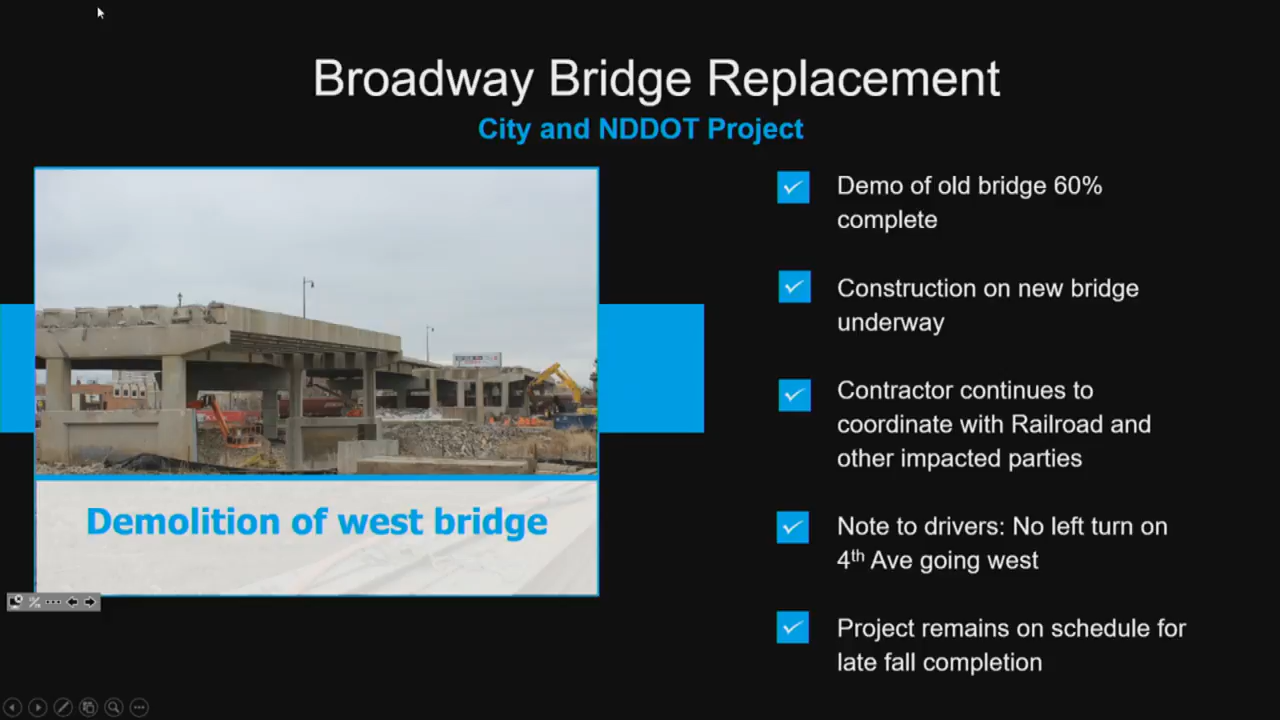 Broadway Bridge Replacement
City and NDDOT Project
Demolition of west bridge
Demo of old bridge 60%
complete
Construction on new bridge
underway
Contractor continues to
coordinate with Railroad and
other impacted parties
Note to drivers: No left turn on
4th Ave going west
Project remains on schedule for
late fall completion